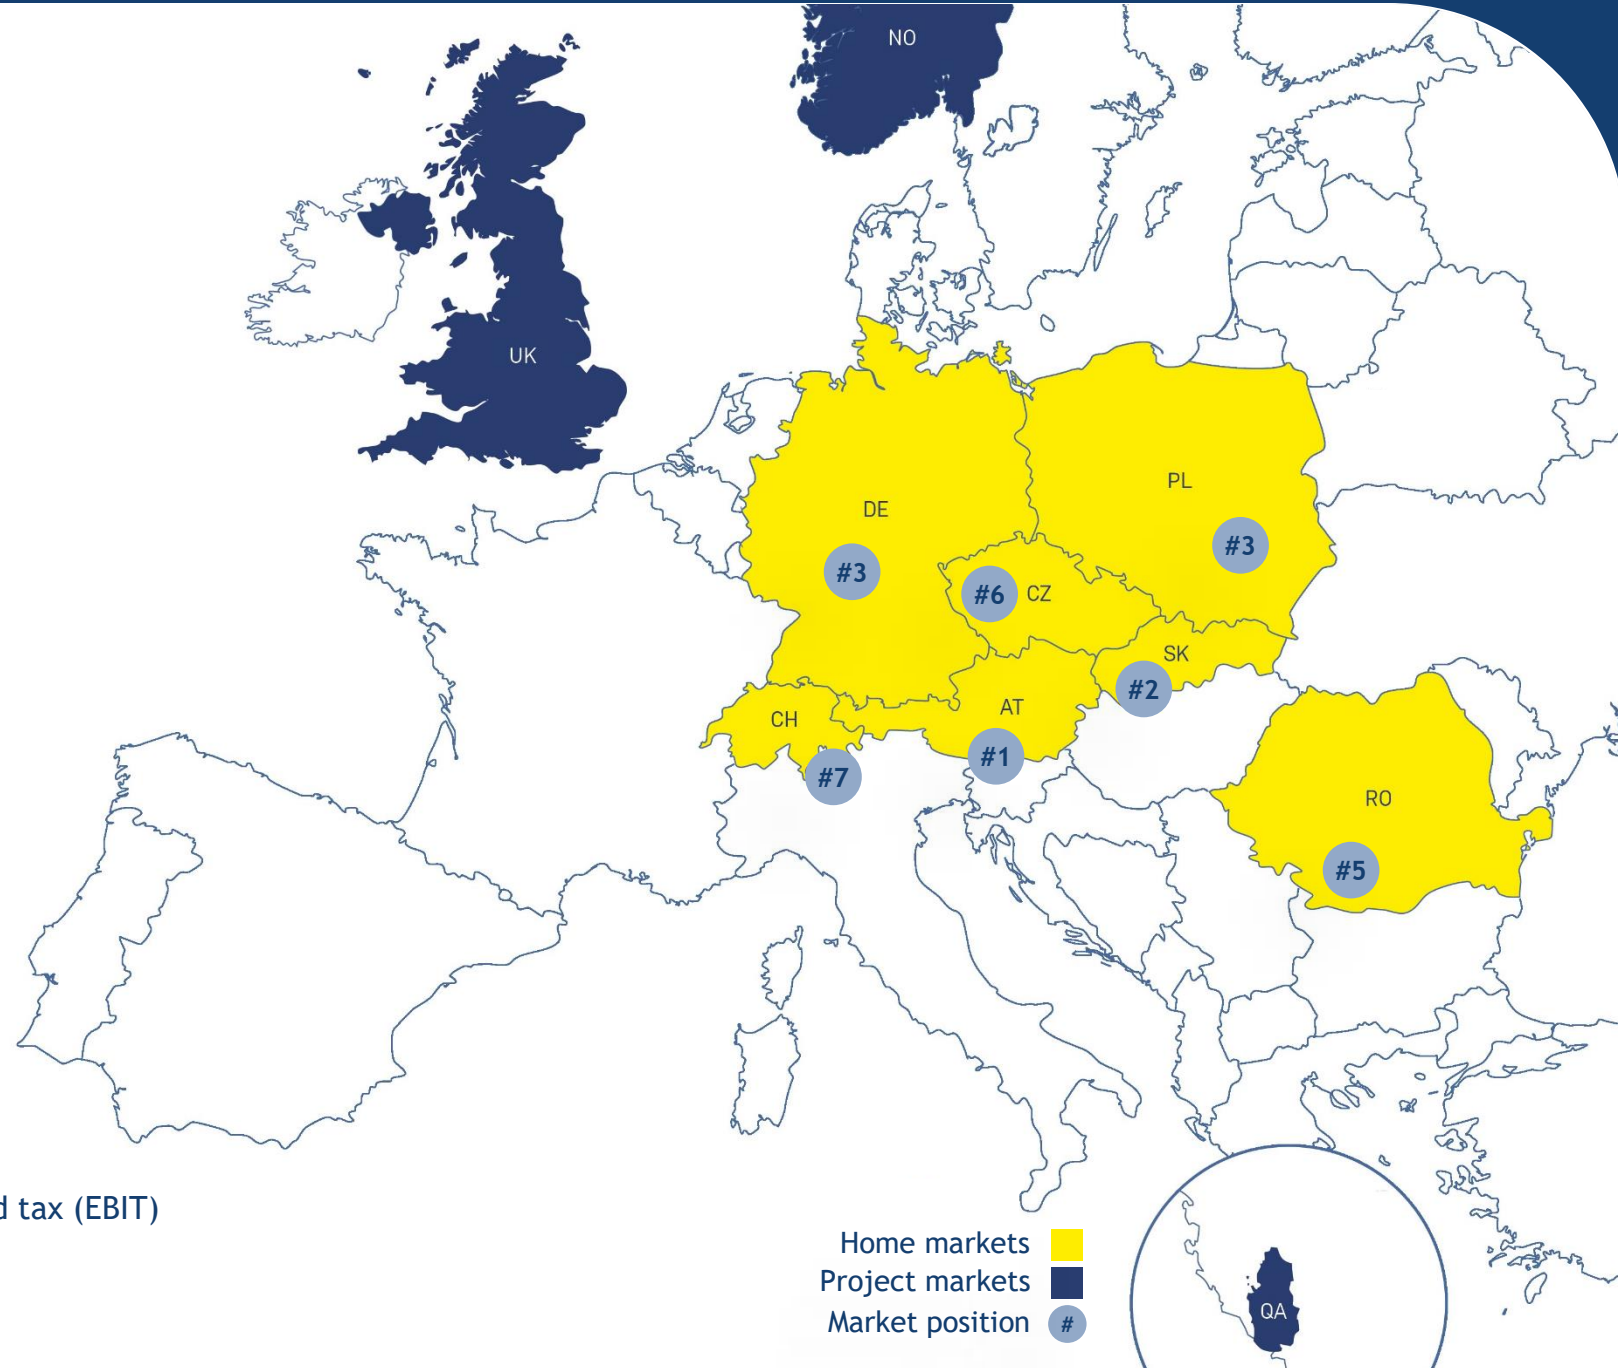 NO
UK
PL
DE
#3
#3
#6
CZ
SK
#2
AT
CH
#1
#7
RO
#5
d tax (EBIT)
Home markets
Project markets
Market position #
QA